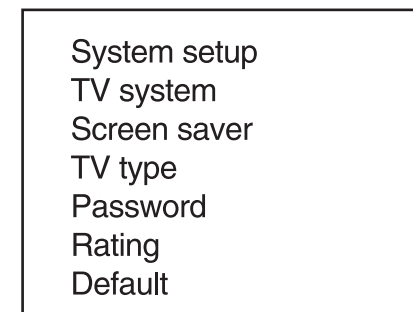 System setup
TV system
Screen saver
TV type
Password
Rating
Default